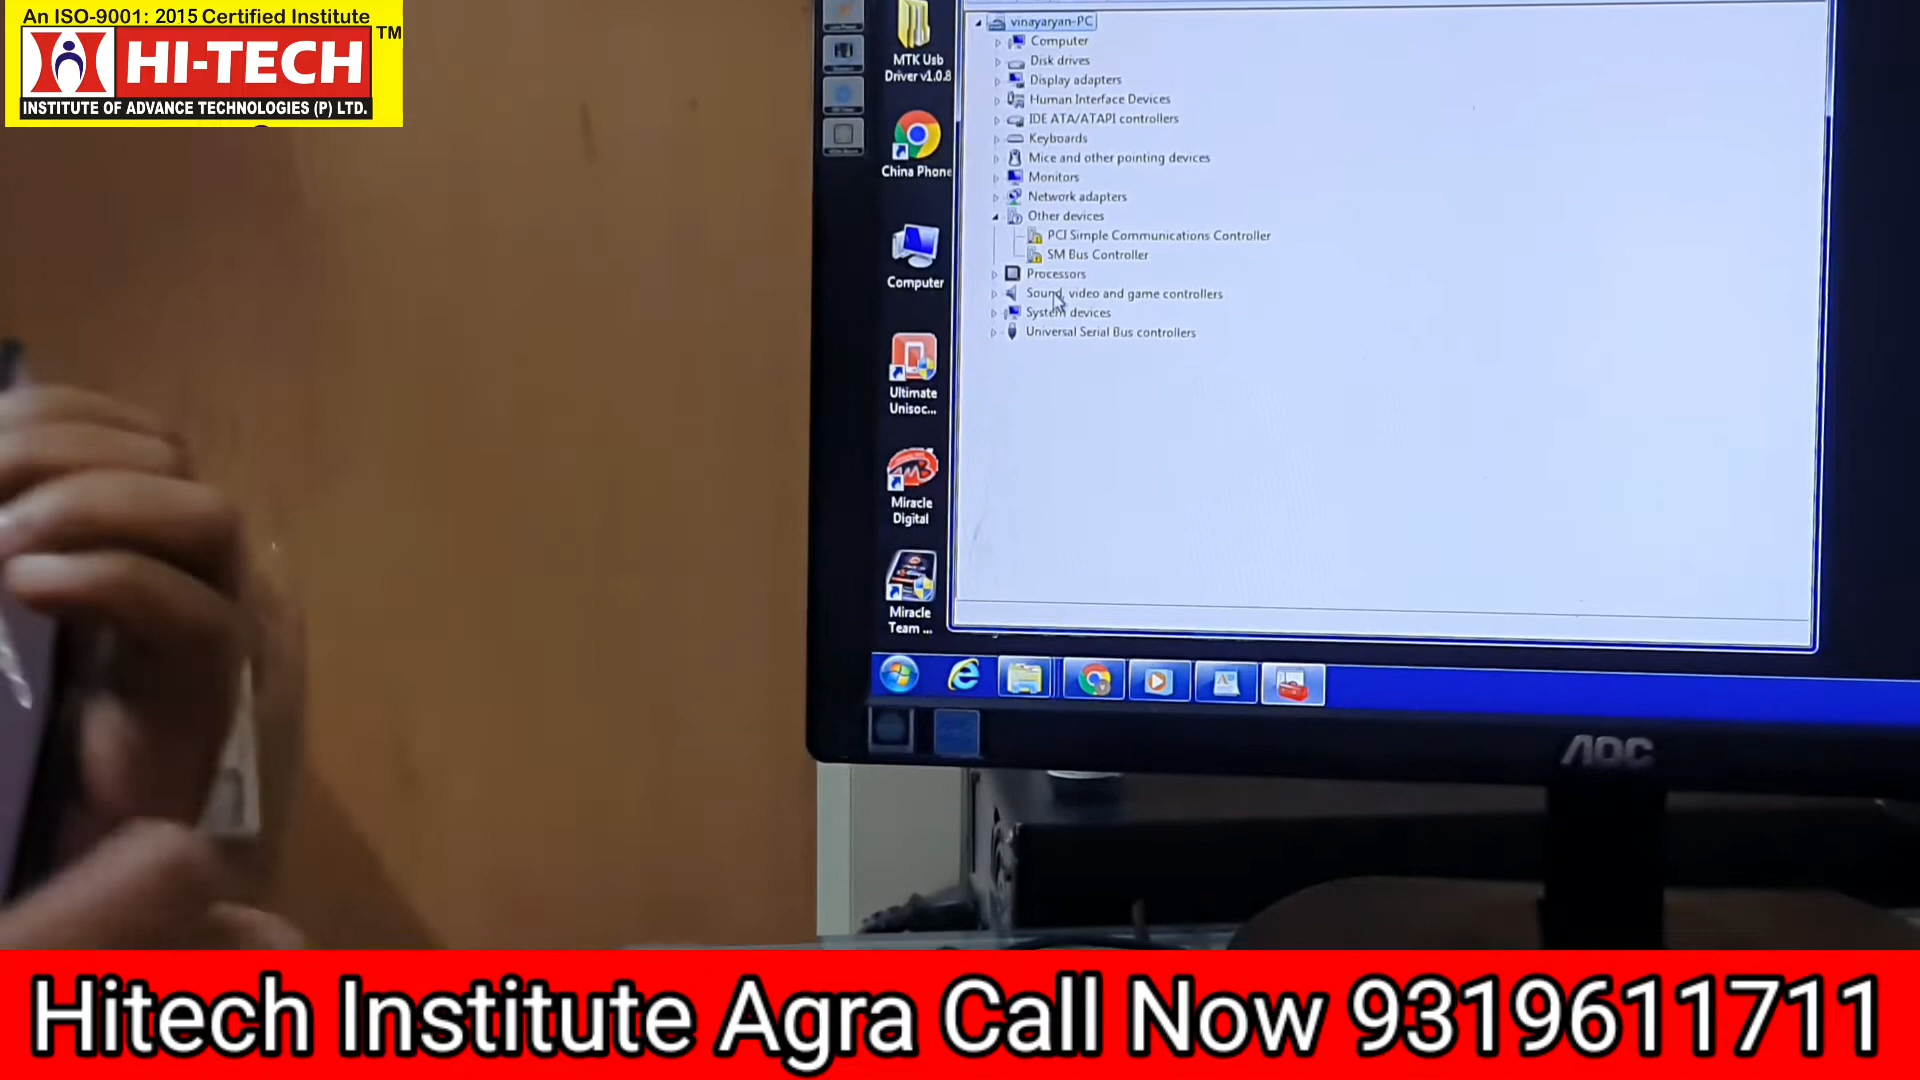 An ISO-9001: 2015 Certified Institute
HI-TECH
TM
INSTITUTE OF ADVANCE TECHNOLOGIES (P) LTD.
MTK Usb
Driver v1.0.8
China Phone
Computer
Ultimate
Unisoc...
Miracle
Digital
Miracle
Team ...
vinayaryan-PC
Computer
Disk drives
Display adapters
Human Interface Devices
IDE ATA/ATAPI controllers
Keyboards
Mice and other pointing devices
Monitors
Network adapters
Other devices
PCI Simple Communications Controller
SM Bus Controller
Processors
Sound, video and game controllers
System devices
Universal Serial Bus controllers
AOC
Hitech Institute Agra Call Now 9319611711